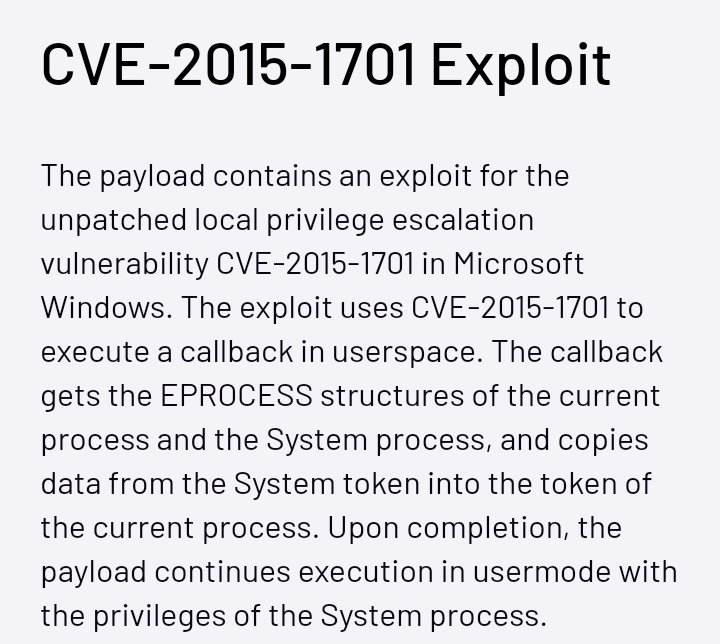 CVE-2015-1701 Exploit
The payload contains an exploit for the
unpatched local privilege escalation
vulnerability CVE-2015-1701 in Microsoft
Windows. The exploit uses CVE-2015-1701 to
execute a callback in userspace. The callback
gets the EPROCESS structures of the current
process and the System process, and copies
data from the System token into the token of
the current process. Upon completion, the
payload continues execution in usermode with
the privileges of the System process.